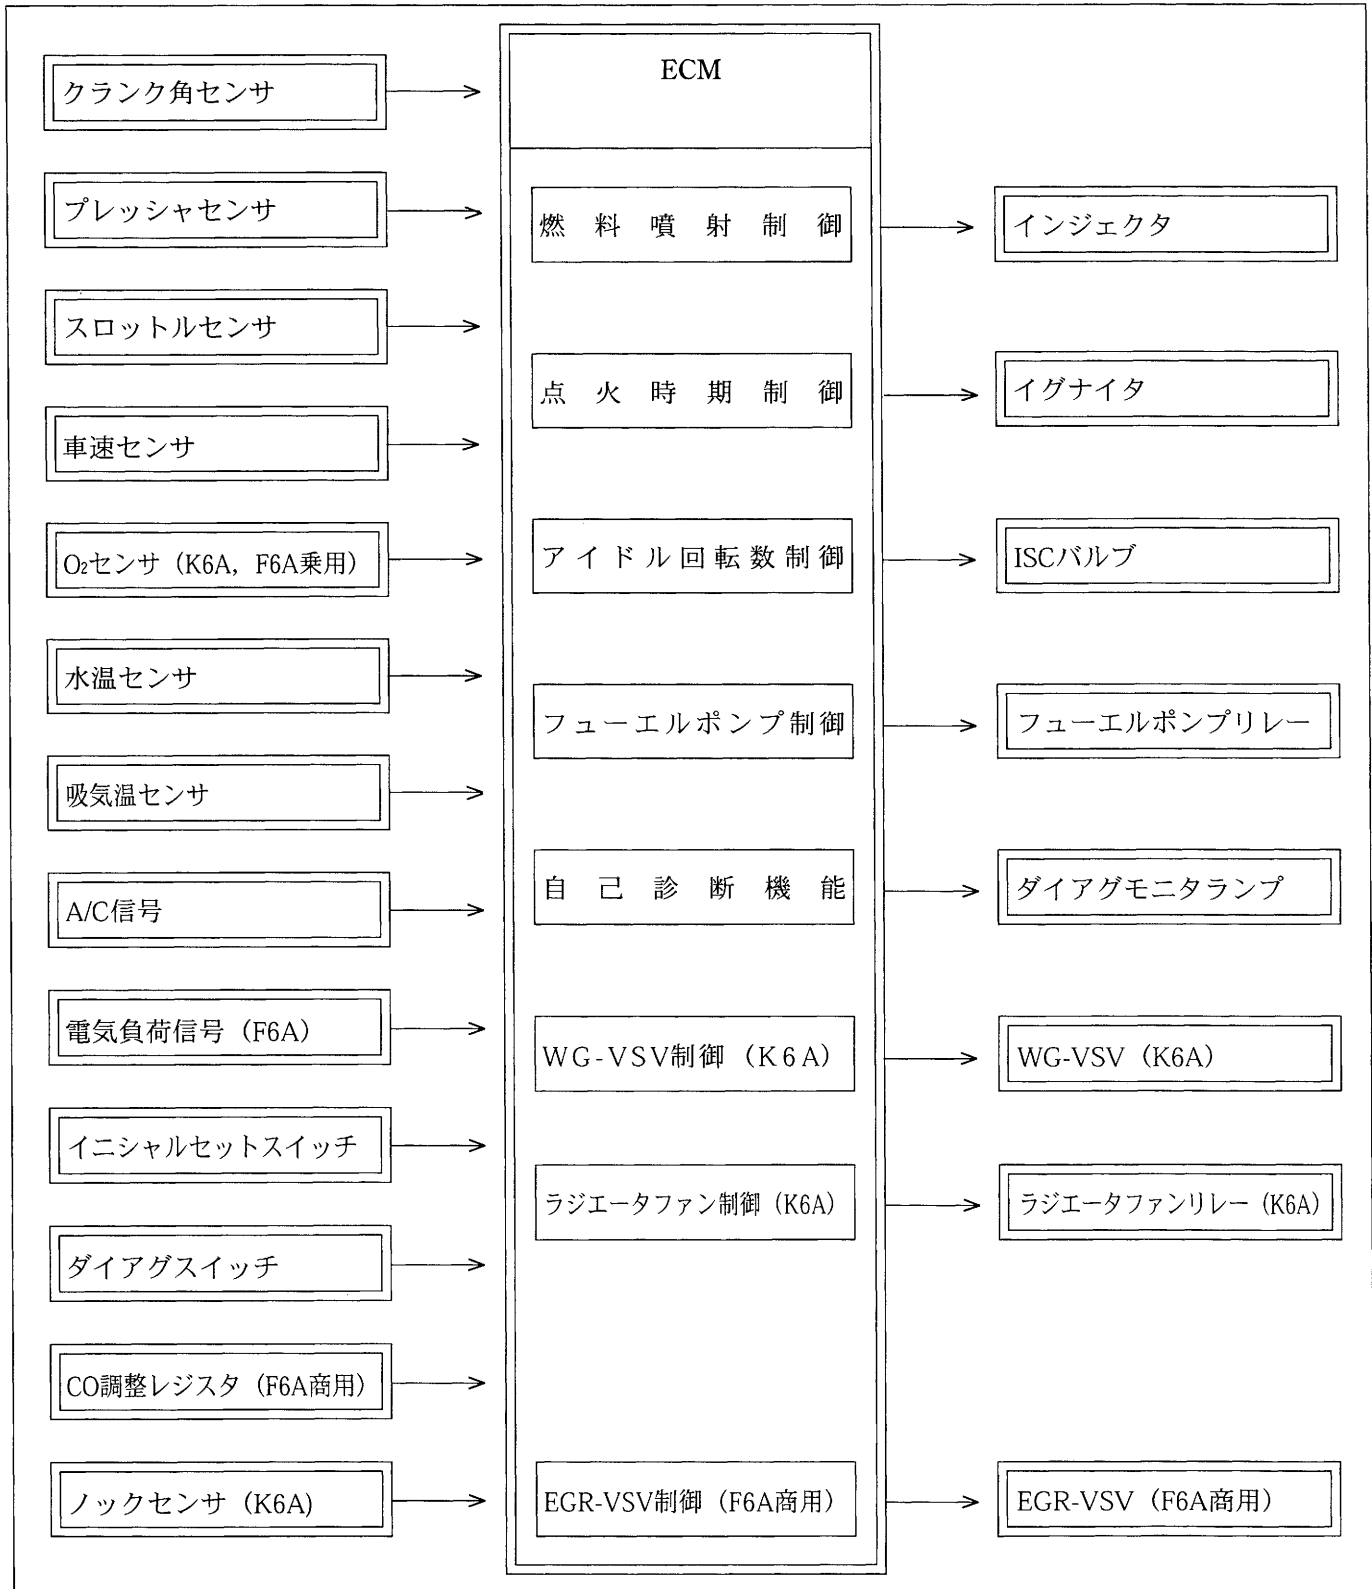 ECM
クランク角センサ
プレッシャセンサ
スロットルセンサ
車速センサ
O₂センサ（K6A，F6A乗用）
水温センサ
吸気温センサ
A/C信号
電気負荷信号（F6A）
イニシャルセットスイッチ
ダイアグスイッチ
CO調整レジスタ（F6A商用）
ノックセンサ（K6A）
燃料噴射制御
点火時期制御
アイドル回転数制御
フューエルポンプ制御
自己診断機能
WG-VSV制御（K6A）
ラジエータファン制御（K6A）
EGR-VSV制御（F6A商用）
インジェクタ
イグナイタ
ISCバルブ
フューエルポンプリレー
ダイアグモニタランプ
WG-VSV（K6A）
ラジエータファンリレー（K6A）
EGR-VSV（F6A商用）